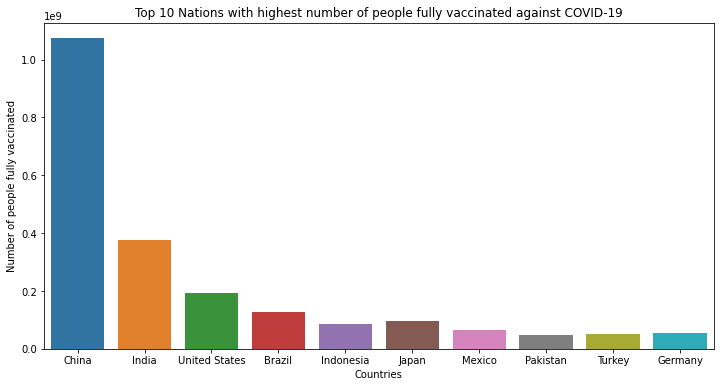 Top 10 Nations with highest number of people fully vaccinated against COVID-19
1e9
1.0
0.8
0.6
0.4
0.2
0.0
Number of people fully vaccinated
China India United States Brazil Indonesia Japan Mexico Pakistan Turkey Germany
Countries